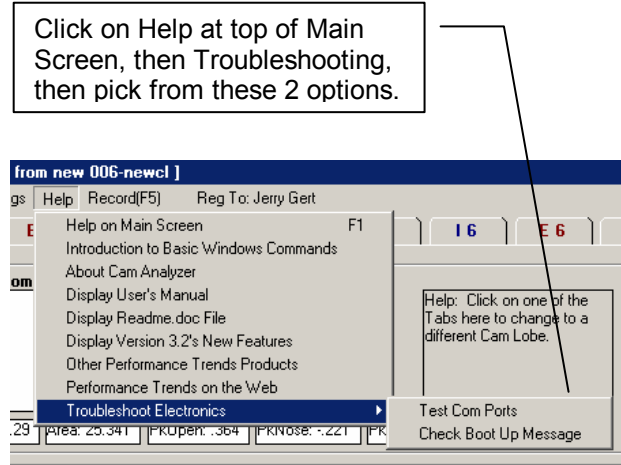 Click on Help at top of Main
Screen, then Troubleshooting,
then pick from these 2 options.
from new 006-newcl ]
gs Help Record(F5) Reg To: Jerry Gert
I 6 E 6
Help on Main Screen F1
Introduction to Basic Windows Commands
About Cam Analyzer
om
Display User's Manual
Display Readme.doc File
Display Version 3.2's New Features
Other Performance Trends Products
Performance Trends on the Web
Troubleshoot Electronics
Help: Click on one of the
Tabs here to change to a
different Cam Lobe.
Test Com Ports
Check Boot Up Message
.29 Area: 25.341 PkOpen: .364 PkNose: -.221 PK